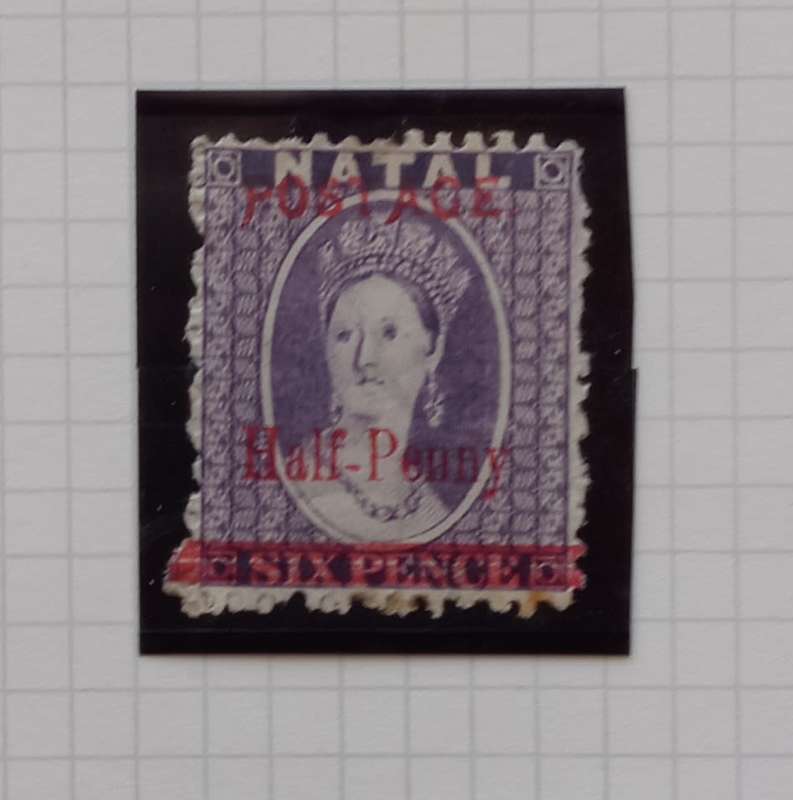 NATAL
POSTAGE
Half-Penny
SIX PENCE